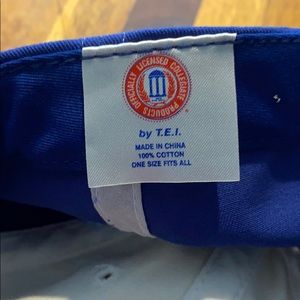 OFFICIALLY LICENSED COLLEGIATE PRODUCTS
by T.E.I.
MADE IN CHINA
100% COTTON
ONE SIZE FITS ALL